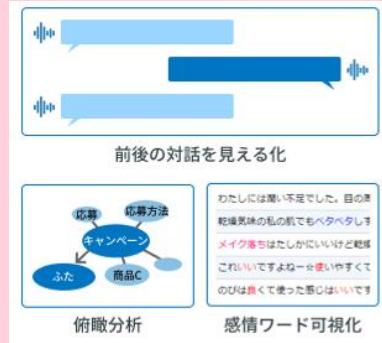 前後の対話を見える化
応募
応募方法
キャンペーン
ふた
商品C
俯瞰分析
わたしには潤い不足でした。目の周
乾燥気味の私の肌でもベタベタしす
メイク落ちはたしかにいいけど乾燥
これいいですよねー☆使いやすくて
のびは良くて使った感じはいいです
感情ワード可視化